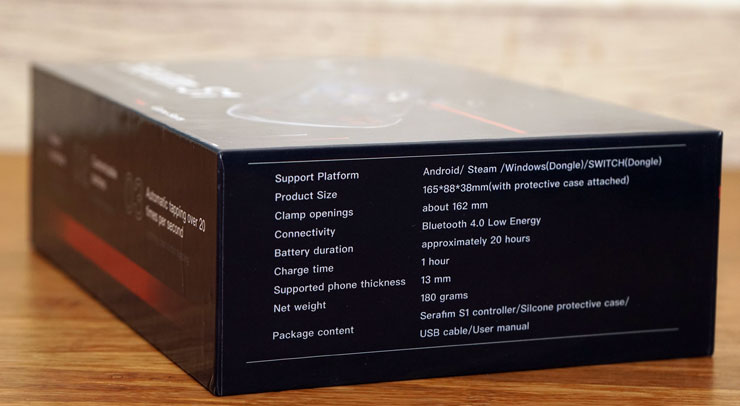 Automatic tapping over 20
times per second
Support Platform Android/ Steam /Windows(Dongle)/SWITCH(Dongle)
Product Size 165*88*38mm(with protective case attached)
Clamp openings about 162 mm
Connectivity Bluetooth 4.0 Low Energy
Battery duration approximately 20 hours
Charge time 1 hour
Supported phone thickness 13 mm
Net weight 180 grams
Package content Serafim S1 controller/Silcone protective case/
USB cable/User manual